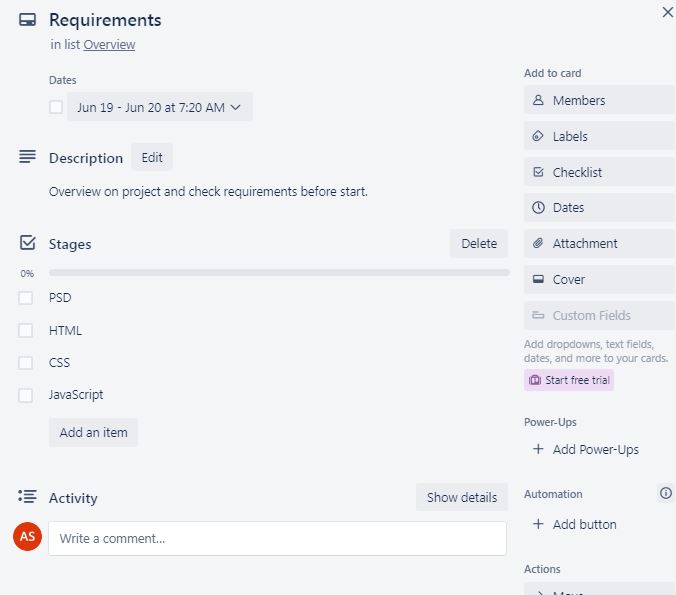 Requirements
in list Overview
Dates
Jun 19 - Jun 20 at 7:20 AM
Description
Edit
Overview on project and check requirements before start.
Stages
Delete
0%
PSD
HTML
CSS
JavaScript
Add an item
Activity
Show details
AS
Write a comment...
Add to card
Members
Labels
Checklist
Dates
Attachment
Cover
Custom Fields
Add dropdowns, text fields,
dates, and more to your cards.
Start free trial
Power-Ups
+ Add Power-Ups
Automation
+ Add button
Actions
Move